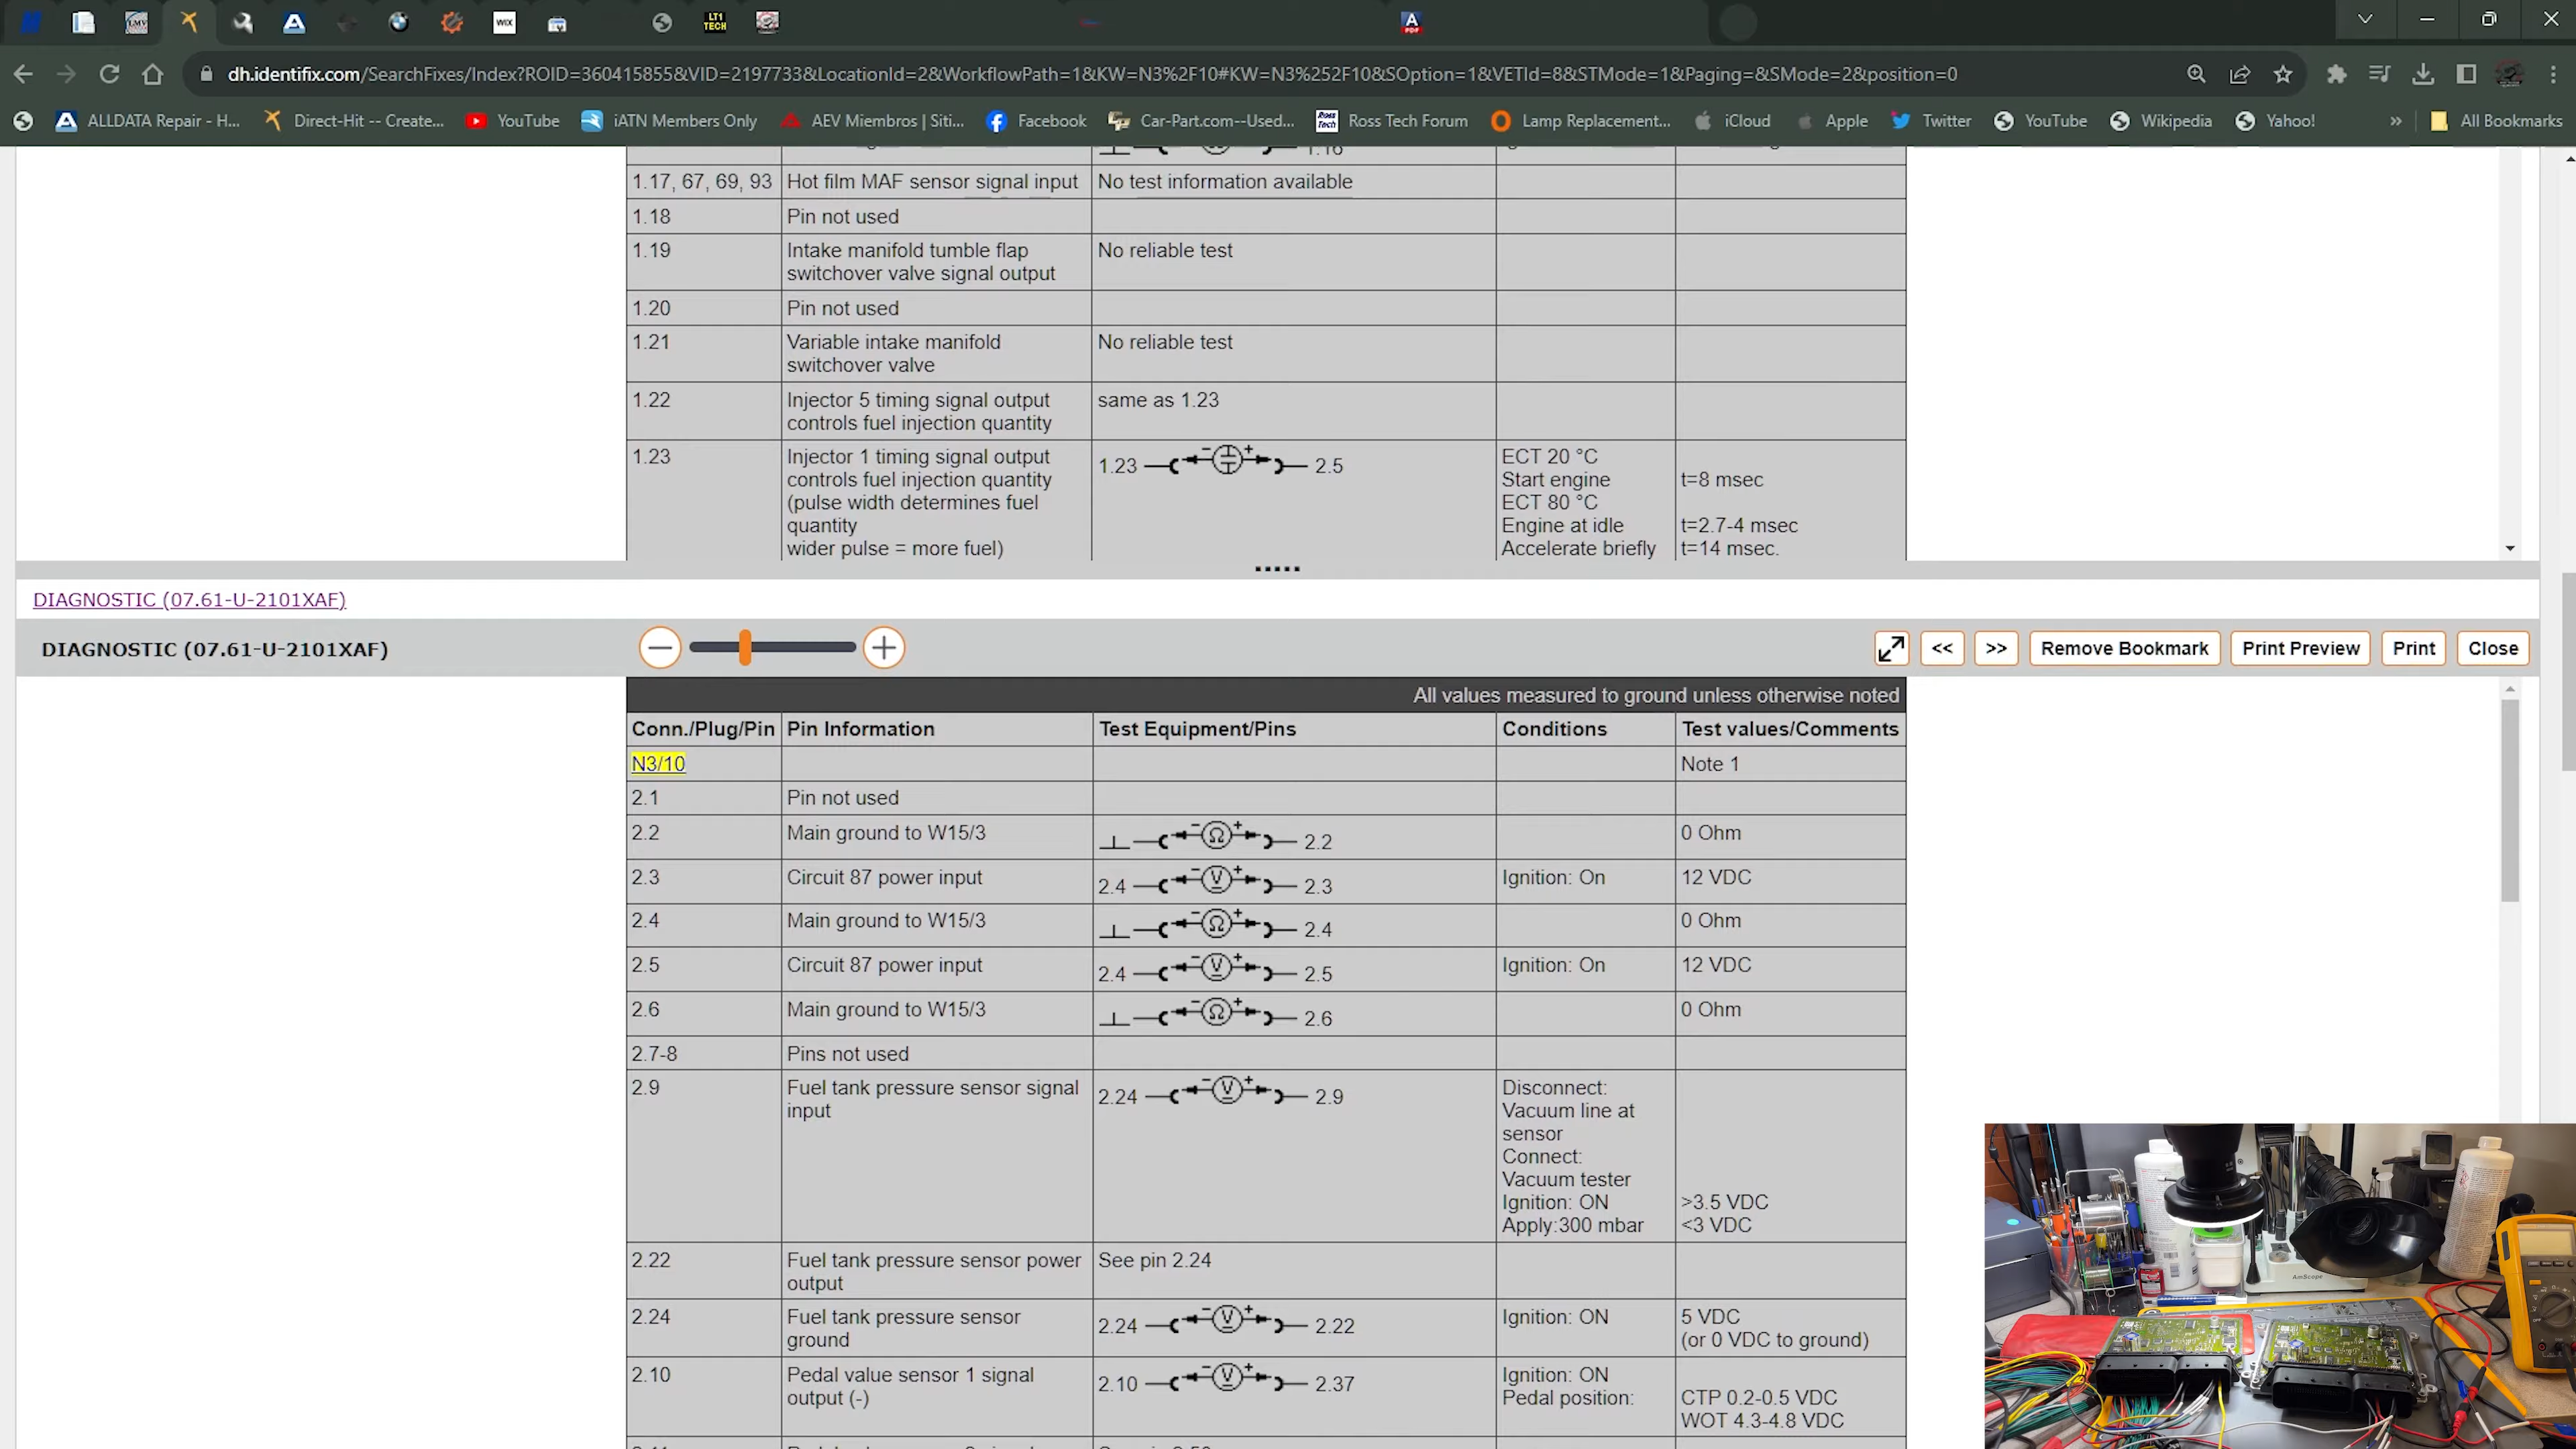 WIX
LT1
TECH
A
PDF
dh.identifix.com/SearchFixes/Index?ROID=360415855&VID=2197733&LocationId=2&WorkflowPath=1&KW=N3%2F10#KW=N3%252F10&SOption=1&VETId=8&STMode=1&Paging=&SMode=2&position=0
ALLDATA Repair - H... Direct-Hit -- Create... YouTube iATN Members Only AEV Miembros | Siti... Facebook Car-Part.com--Used... Ross Tech Ross Tech Forum Lamp Replacement... iCloud Apple Twitter YouTube Wikipedia Yahoo! » All Bookmarks
1.16
1.17, 67, 69, 93 Hot film MAF sensor signal input No test information available
1.18 Pin not used
1.19 Intake manifold tumble flap No reliable test
switchover valve signal output
1.20 Pin not used
1.21 Variable intake manifold No reliable test
switchover valve
1.22 Injector 5 timing signal output same as 1.23
controls fuel injection quantity
1.23 Injector 1 timing signal output 1.23 - + 2.5 ECT 20 °C
controls fuel injection quantity Start engine t=8 msec
(pulse width determines fuel ECT 80 °C
quantity Engine at idle t=2.7-4 msec
wider pulse = more fuel) Accelerate briefly t=14 msec.
DIAGNOSTIC (07.61-U-2101XAF)
DIAGNOSTIC (07.61-U-2101XAF) << >> Remove Bookmark Print Preview Print Close
All values measured to ground unless otherwise noted
Conn./Plug/Pin Pin Information Test Equipment/Pins Conditions Test values/Comments
N3/10 Note 1
2.1 Pin not used
2.2 Main ground to W15/3 - Ω + 2.2 0 Ohm
2.3 Circuit 87 power input 2.4 - V + 2.3 Ignition: On 12 VDC
2.4 Main ground to W15/3 - Ω + 2.4 0 Ohm
2.5 Circuit 87 power input 2.4 - V + 2.5 Ignition: On 12 VDC
2.6 Main ground to W15/3 - Ω + 2.6 0 Ohm
2.7-8 Pins not used
2.9 Fuel tank pressure sensor signal 2.24 - V + 2.9 Disconnect:
input Vacuum line at
sensor
Connect:
Vacuum tester
Ignition: ON >3.5 VDC
Apply:300 mbar <3 VDC
2.22 Fuel tank pressure sensor power See pin 2.24
output
2.24 Fuel tank pressure sensor 2.24 - V + 2.22 Ignition: ON 5 VDC
ground (or 0 VDC to ground)
2.10 Pedal value sensor 1 signal 2.10 - V + 2.37 Ignition: ON
output (-) Pedal position: CTP 0.2-0.5 VDC
WOT 4.3-4.8 VDC
AmScope